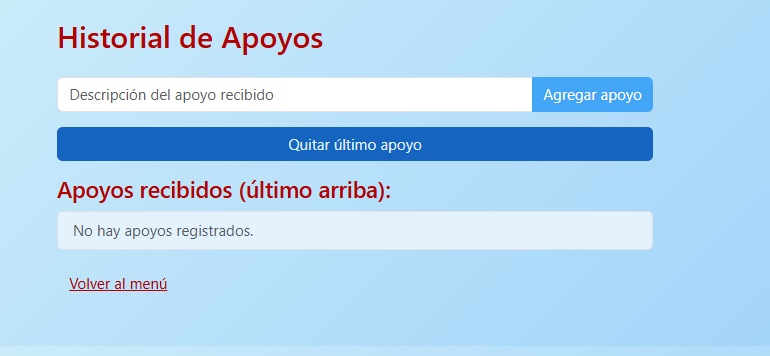 Historial de Apoyos
Descripción del apoyo recibido
Agregar apoyo
Quitar último apoyo
Apoyos recibidos (último arriba):
No hay apoyos registrados.
Volver al menú